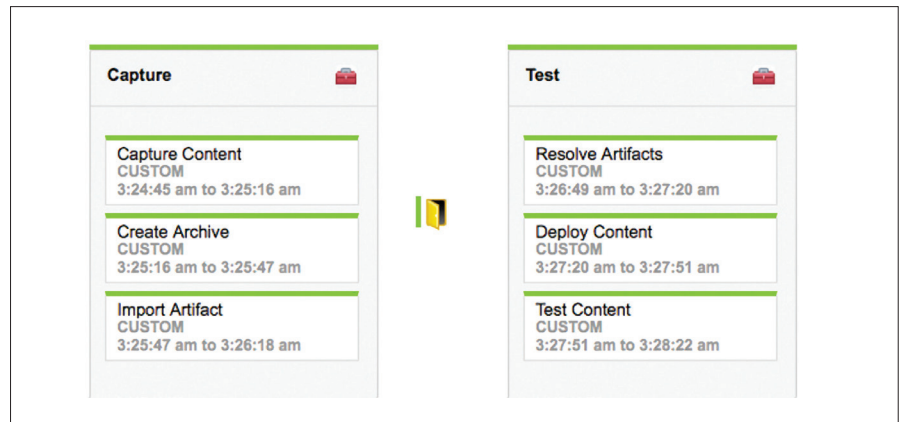 Capture
Capture Content
CUSTOM
3:24:45 am to 3:25:16 am
Create Archive
CUSTOM
3:25:16 am to 3:25:47 am
Import Artifact
CUSTOM
3:25:47 am to 3:26:18 am
Test
Resolve Artifacts
CUSTOM
3:26:49 am to 3:27:20 am
Deploy Content
CUSTOM
3:27:20 am to 3:27:51 am
Test Content
CUSTOM
3:27:51 am to 3:28:22 am